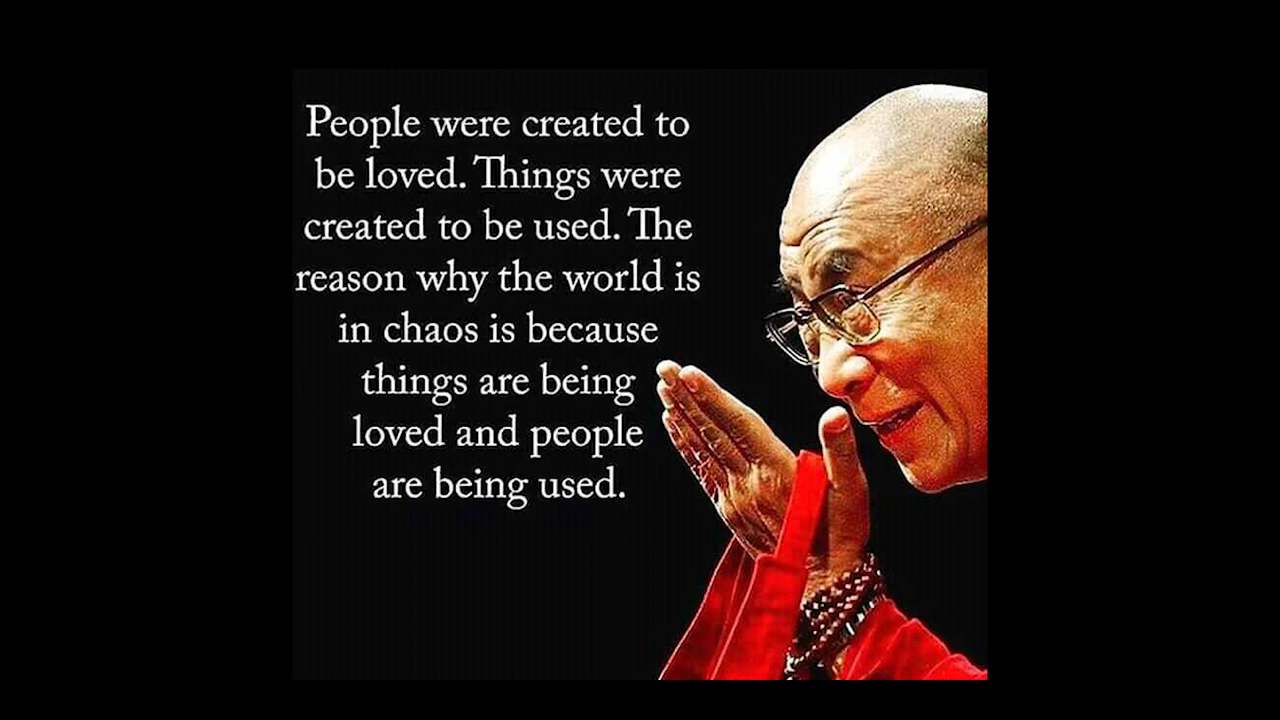 People were created to
be loved. Things were
created to be used. The
reason why the world is
in chaos is because
things are being
loved and people
are being used.